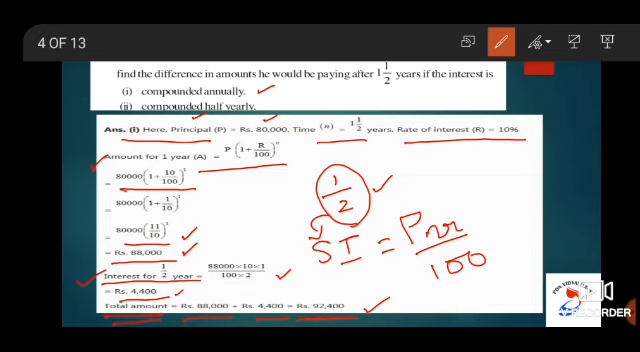 4 OF 13
find the difference in amounts he would be paying after 1 1/2 years if the interest is
(i) compounded annually.
(ii) compounded half yearly.
Ans. (i) Here, Principal (P) = Rs. 80,000, Time (n) = 1 1/2 years, Rate of interest (R) = 10%
Amount for 1 year (A) = P(1+R/100)^n
= 80000(1+10/100)^1
= 80000(1+1/10)^1
80000(11/10)^1
= Rs. 88,000
Interest for 1/2 year = 88000×10×1/100×2
= Rs. 4,400
Total amount = Rs. 88,000 + Rs. 4,400 = Rs. 92,400
1/2
SI = Pnr/100
RECORDER